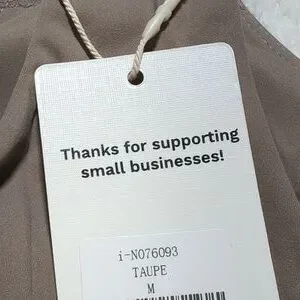 Thanks for supporting
small businesses!
i-N076093
TAUPE
M